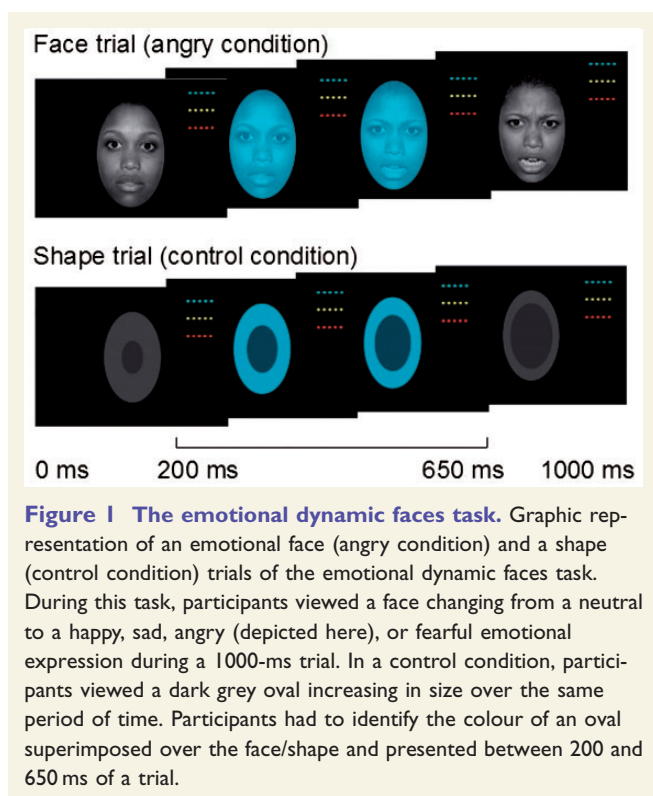 Face trial (angry condition)
Shape trial (control condition)
0 ms 200 ms 650 ms 1000 ms
Figure 1 The emotional dynamic faces task. Graphic rep-
resentation of an emotional face (angry condition) and a shape
(control condition) trials of the emotional dynamic faces task.
During this task, participants viewed a face changing from a neutral
to a happy, sad, angry (depicted here), or fearful emotional
expression during a 1000-ms trial. In a control condition, partici-
pants viewed a dark grey oval increasing in size over the same
period of time. Participants had to identify the colour of an oval
superimposed over the face/shape and presented between 200 and
650 ms of a trial.